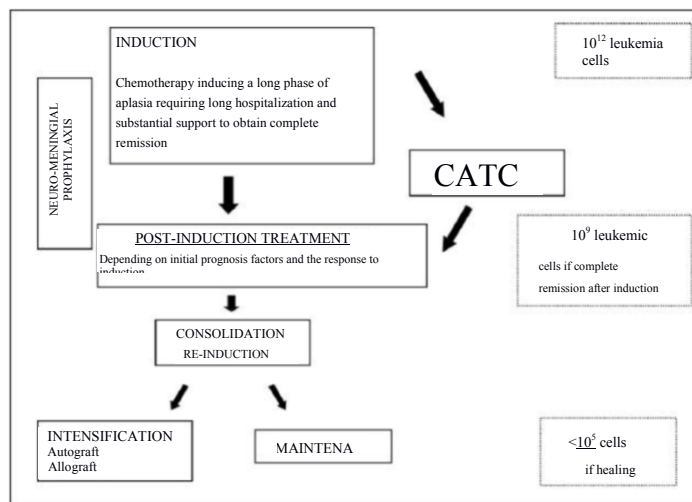 INDUCTION
Chemotherapy inducing a long phase of
aplasia requiring long hospitalization and
substantial support to obtain complete
remission
10¹² leukemia
cells
NEURO-MENINGIAL
PROPHYLAXIS
CATC
POST-INDUCTION TREATMENT
Depending on initial prognosis factors and the response to
induction
10⁹ leukemic
cells if complete
remission after induction
CONSOLIDATION
RE-INDUCTION
INTENSIFICATION
Autograft
Allograft
MAINTENA
<10⁵ cells
if healing